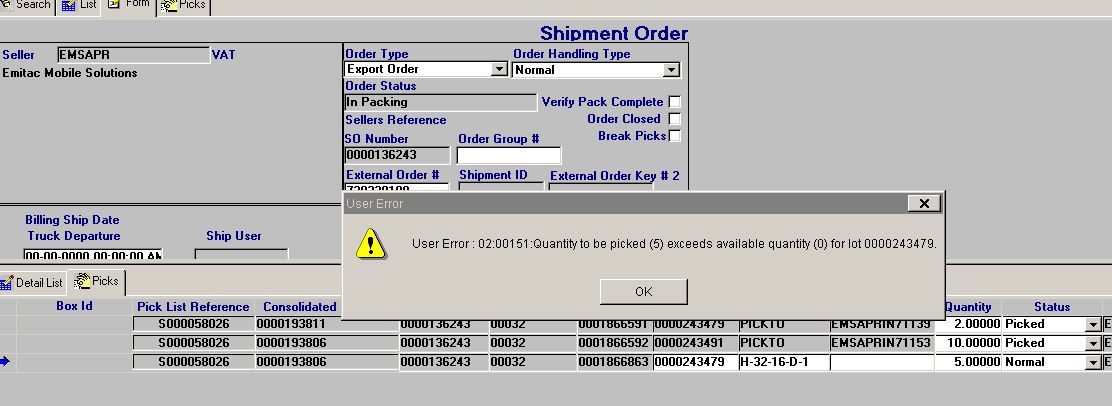 Search List Form Picks
Shipment Order
Seller EMSAPR VAT
Emitac Mobile Solutions
Order Type Order Handling Type
Export Order Normal
Order Status
In Packing Verify Pack Complete
Sellers Reference Order Closed
Break Picks
SO Number Order Group #
0000136243
External Order # Shipment ID External Order Key # 2
Billing Ship Date
Truck Departure Ship User
00-00-0000 00:00:00 AM
User Error
User Error : 02:00151:Quantity to be picked (5) exceeds available quantity (0) for lot 0000243479.
OK
Detail List Picks
Box Id Pick List Reference Consolidated Quantity Status
S000058026 0000193811 0000136243 00032 0001866591 0000243479 PICKTO EMSAPRIN71139 2.00000 Picked
S000058026 0000193806 0000136243 00032 0001866592 0000243491 PICKTO EMSAPRIN71153 10.00000 Picked
S000058026 0000193806 0000136243 00032 0001866863 0000243479 H-32-16-D-1 5.00000 Normal